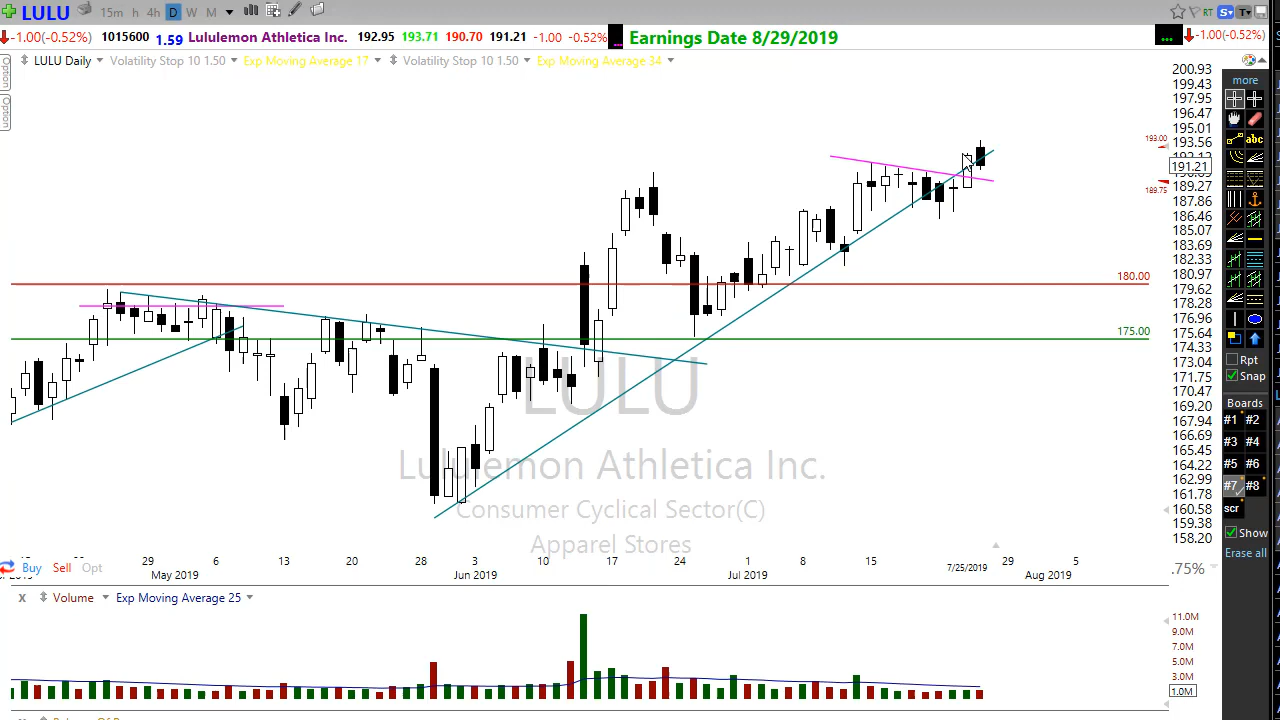 LULU 15m h 4h D W M RT S T
-1.00(-0.52%) 1015600 1.59 Lululemon Athletica Inc. 192.95 193.71 190.70 191.21 -1.00 -0.52% Earnings Date 8/29/2019 ... -1.00(-0.52%)
LULU Daily Volatility Stop 10 1.50 Exp Moving Average 17 Volatility Stop 10 1.50 Exp Moving Average 34
Option
Option
200.93
199.43
197.95
196.47
195.01
193.56
191.21
189.27
187.86
186.46
185.07
183.69
182.33
180.97
179.62
178.28
176.96
175.64
174.33
173.04
171.75
170.47
169.20
167.94
166.69
165.45
164.22
162.99
161.78
160.58
159.38
158.20
193.00
189.75
180.00
175.00
LULU
Lululemon Athletica Inc.
Consumer Cyclical Sector(C)
Apparel Stores
more
abc
Rpt
Snap
Boards
#1 #2
#3 #4
#5 #6
#7 #8
scr
Show
Erase all
29 6 13 20 28 3 10 17 24 1 8 15 7/25/2019 29 5
May 2019 Jun 2019 Jul 2019 Aug 2019
Buy Sell Opt
.75%
X Volume Exp Moving Average 25
11.0M
9.0M
7.0M
5.0M
3.0M
1.0M